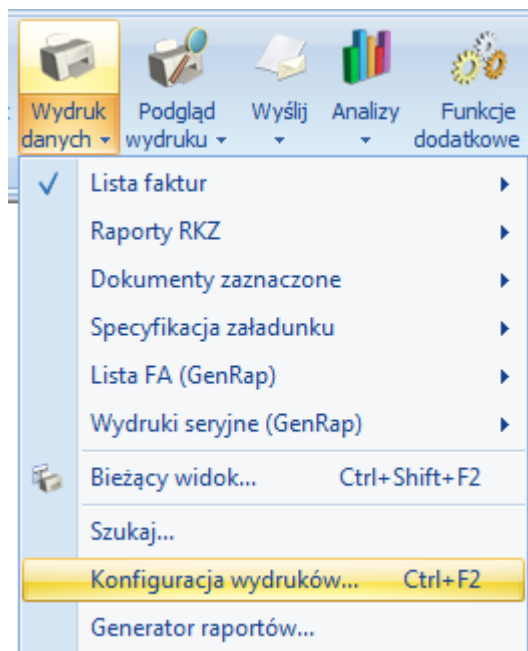 Wydruk danych
Podgląd wydruku
Wyślij
Analizy
Funkcje dodatkowe
Lista faktur
Raporty RKZ
Dokumenty zaznaczone
Specyfikacja załadunku
Lista FA (GenRap)
Wydruki seryjne (GenRap)
Bieżący widok... Ctrl+Shift+F2
Szukaj...
Konfiguracja wydruków... Ctrl+F2
Generator raportów...